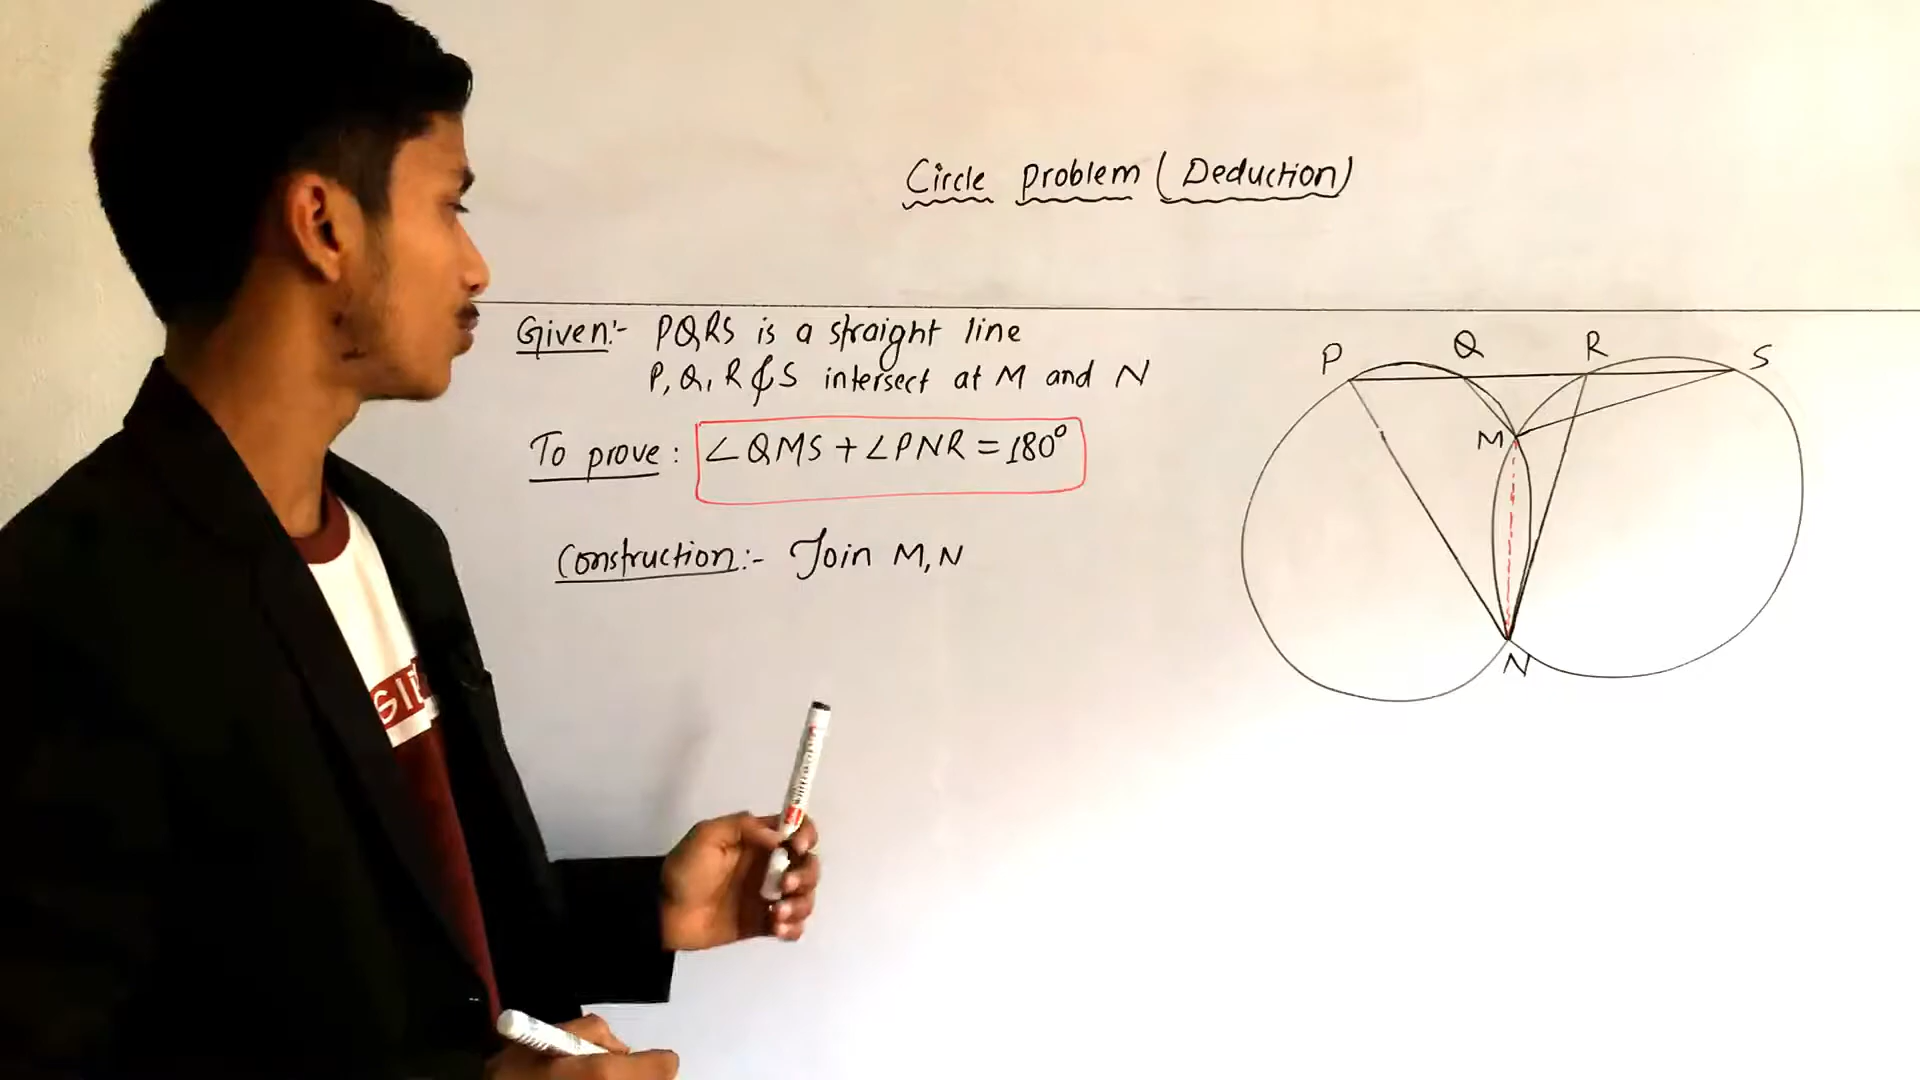 Circle Problem (Deduction)
Given:- PQRS is a straight line
P, Q, R & S intersect at M and N
To prove: ∠QMS + ∠PNR = 180°
Construction:- Join M, N
P Q R S
M
N